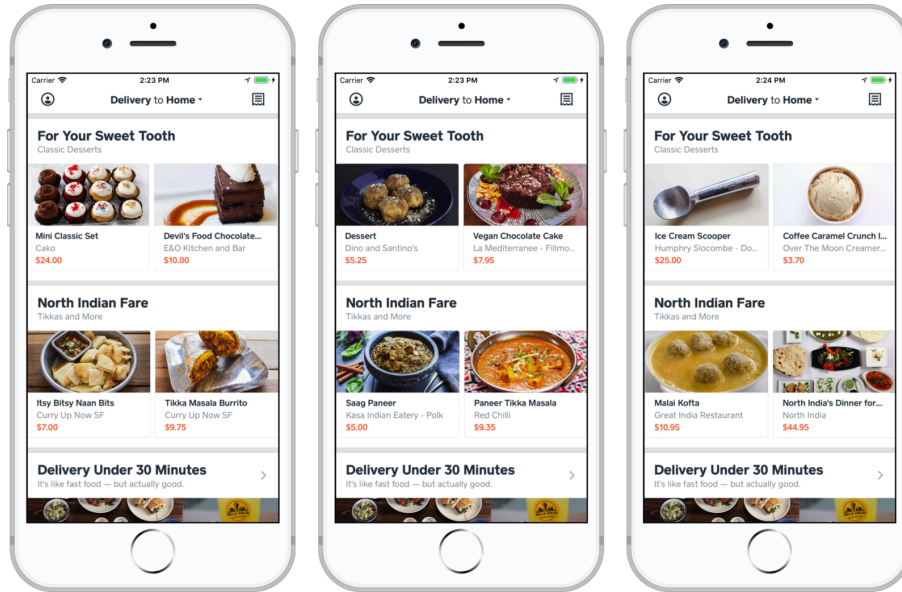 Carrier 2:23 PM
Delivery to Home
For Your Sweet Tooth
Classic Desserts
Mini Classic Set
Cako
$24.00
Devil's Food Chocolate...
E&O Kitchen and Bar
$10.00
North Indian Fare
Tikkas and More
Itsy Bitsy Naan Bits
Curry Up Now SF
$7.00
Tikka Masala Burrito
Curry Up Now SF
$9.75
Delivery Under 30 Minutes
It's like fast food — but actually good.
Carrier 2:23 PM
Delivery to Home
For Your Sweet Tooth
Classic Desserts
Dessert
Dino and Santino's
$5.25
Vegan Chocolate Cake
La Mediterranee - Fillmo...
$7.95
North Indian Fare
Tikkas and More
Saag Paneer
Kasa Indian Eatery - Polk
$5.00
Paneer Tikka Masala
Red Chilli
$9.35
Delivery Under 30 Minutes
It's like fast food — but actually good.
Carrier 2:24 PM
Delivery to Home
For Your Sweet Tooth
Classic Desserts
Ice Cream Scooper
Humphry Slocombe - Do...
$25.00
Coffee Caramel Crunch I...
Over The Moon Creamer...
$3.70
North Indian Fare
Tikkas and More
Malai Kofta
Great India Restaurant
$10.95
North India's Dinner for...
North India
$44.95
Delivery Under 30 Minutes
It's like fast food — but actually good.